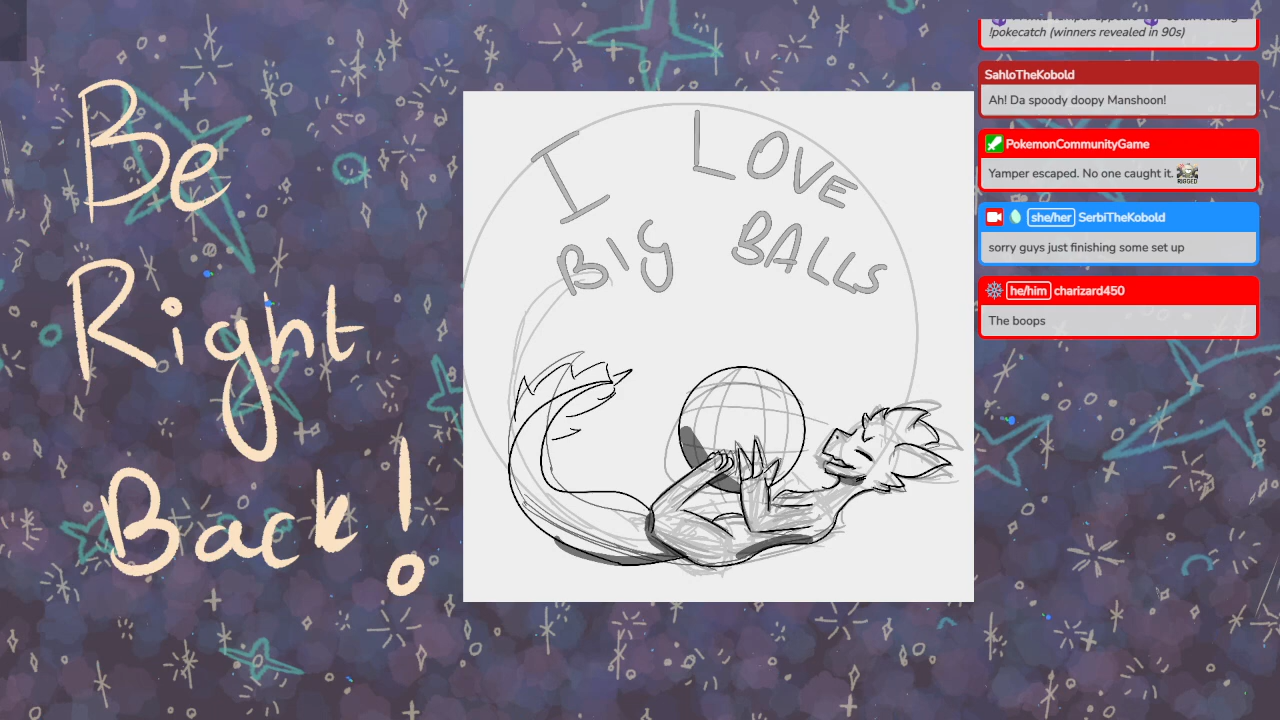 Be
Right
Back!
I LOVE
BIG BALLS
!pokecatch (winners revealed in 90s)
SahloTheKobold
Ah! Da spoody doopy Manshoon!
PokemonCommunityGame
Yamper escaped. No one caught it. RIGGED
she/her SerbiTheKobold
sorry guys just finishing some set up
he/him charizard450
The boops